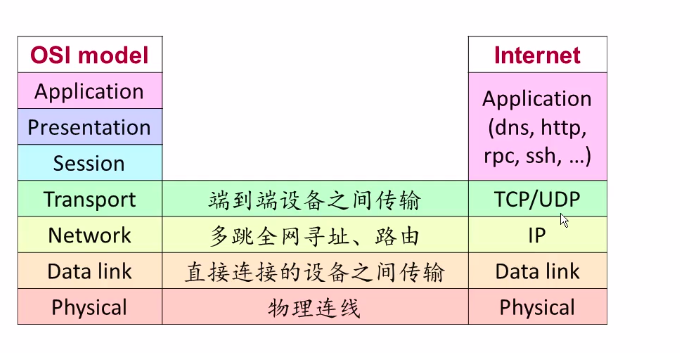 OSI model
Internet
Application
Presentation
Session
Application
(dns, http,
rpc, ssh, ...)
Transport
端到端设备之间传输
TCP/UDP
Network
多跳全网寻址、路由
IP
Data link
直接连接的设备之间传输
Data link
Physical
物理连线
Physical